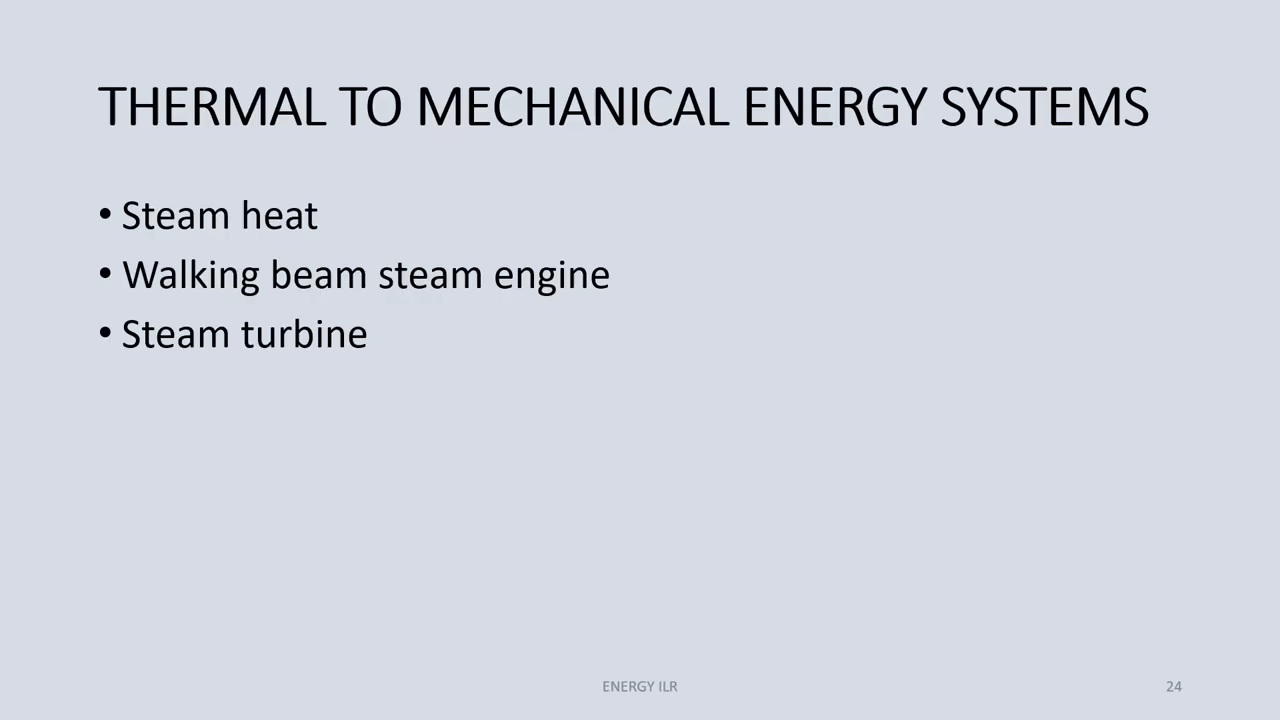 THERMAL TO MECHANICAL ENERGY SYSTEMS
• Steam heat
• Walking beam steam engine
• Steam turbine
ENERGY ILR
24